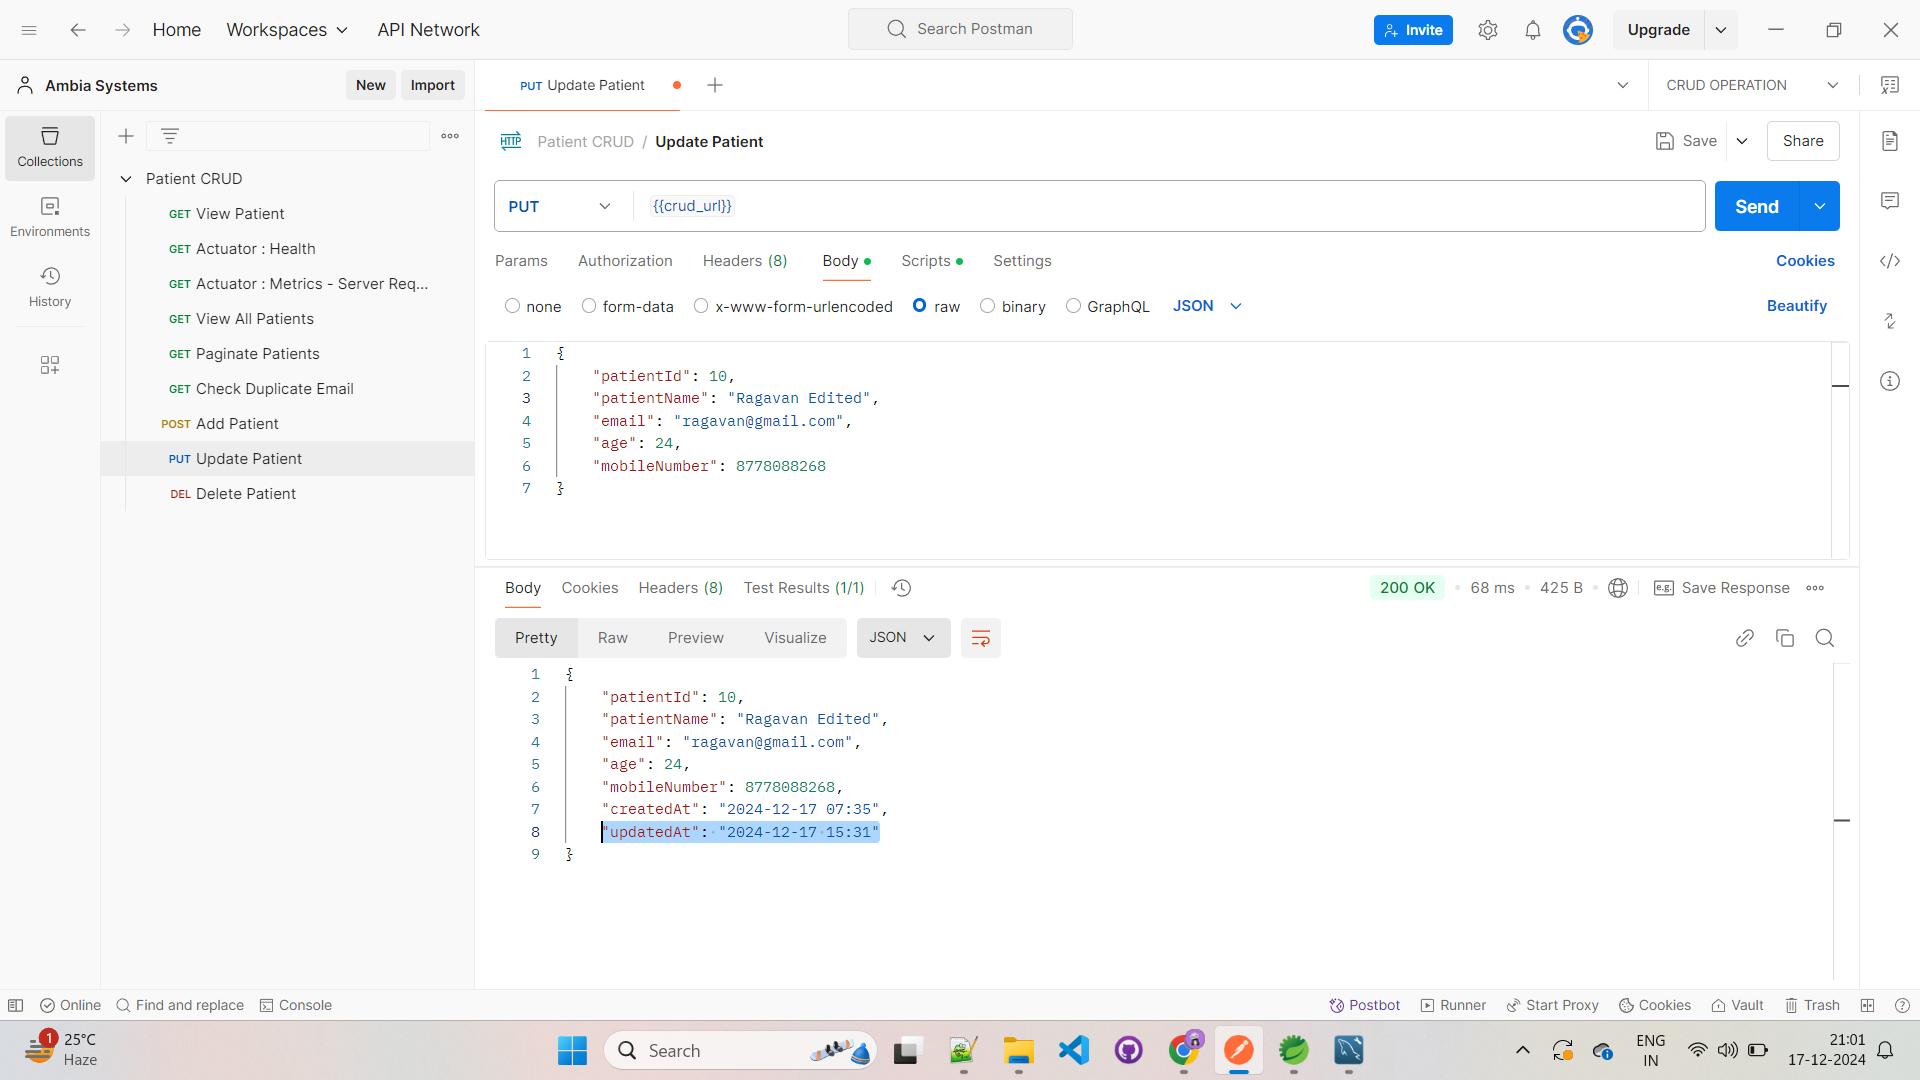 Home Workspaces API Network Search Postman Invite Upgrade
Ambia Systems New Import PUT Update Patient CRUD OPERATION
Collections
Environments
History
Patient CRUD
GET View Patient
GET Actuator : Health
GET Actuator : Metrics - Server Req...
GET View All Patients
GET Paginate Patients
GET Check Duplicate Email
POST Add Patient
PUT Update Patient
DEL Delete Patient
HTTP Patient CRUD / Update Patient Save Share
PUT {{crud_url}} Send
Params Authorization Headers (8) Body Scripts Settings Cookies
none form-data x-www-form-urlencoded raw binary GraphQL JSON Beautify
1 {
2 "patientId": 10,
3 "patientName": "Ragavan Edited",
4 "email": "ragavan@gmail.com",
5 "age": 24,
6 "mobileNumber": 8778088268
7 }
Body Cookies Headers (8) Test Results (1/1) 200 OK 68 ms 425 B e.g. Save Response
Pretty Raw Preview Visualize JSON
1 {
2 "patientId": 10,
3 "patientName": "Ragavan Edited",
4 "email": "ragavan@gmail.com",
5 "age": 24,
6 "mobileNumber": 8778088268,
7 "createdAt": "2024-12-17 07:35",
8 "updatedAt": "2024-12-17 15:31"
9 }
Online Find and replace Console Postbot Runner Start Proxy Cookies Vault Trash
1 25°C
Haze
Search
ENG
IN
21:01
17-12-2024